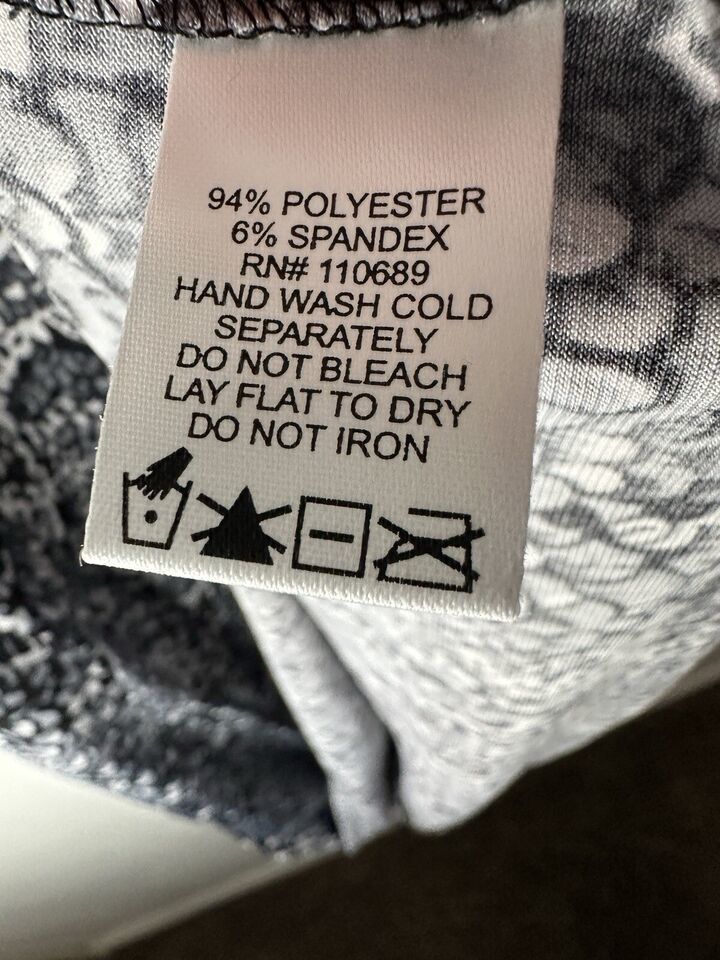 94% POLYESTER
6% SPANDEX
RN# 110689
HAND WASH COLD
SEPARATELY
DO NOT BLEACH
LAY FLAT TO DRY
DO NOT IRON